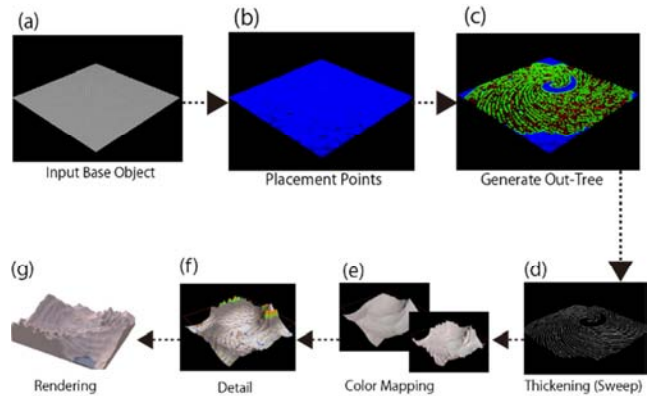 (a)
(b)
(c)
Input Base Object
Placement Points
Generate Out-Tree
(g)
(f)
(e)
(d)
Rendering
Detail
Color Mapping
Thickening (Sweep)